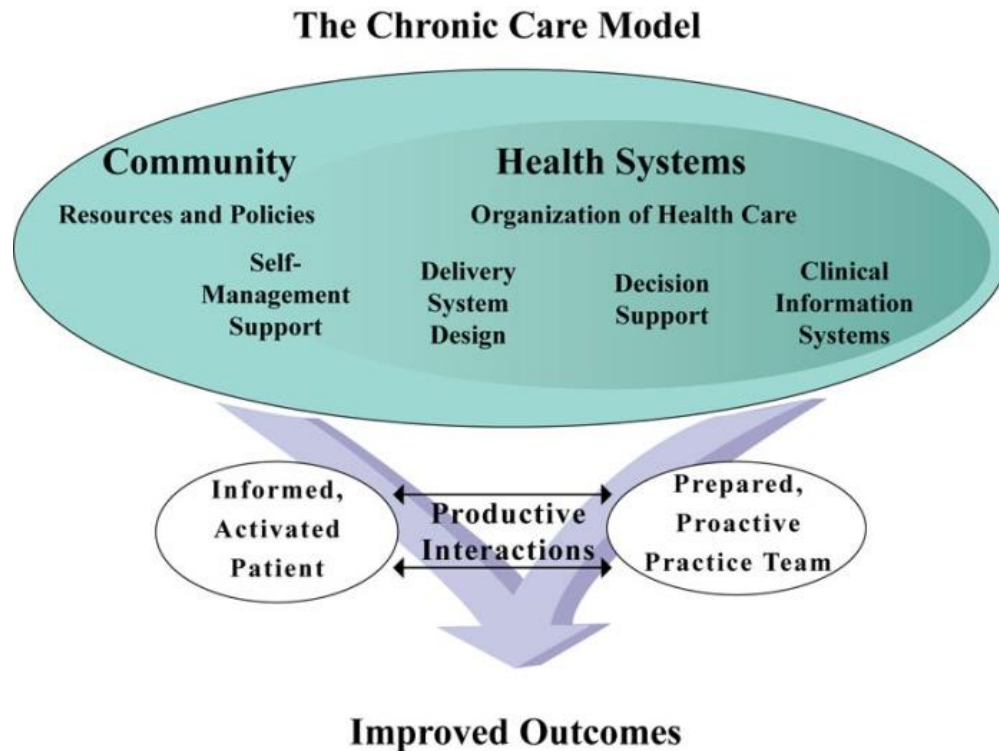 The Chronic Care Model
Community
Health Systems
Resources and Policies
Organization of Health Care
Self-
Management
Support
Delivery
System
Design
Decision
Support
Clinical
Information
Systems
Informed,
Activated
Patient
Productive
Interactions
Prepared,
Proactive
Practice Team
Improved Outcomes